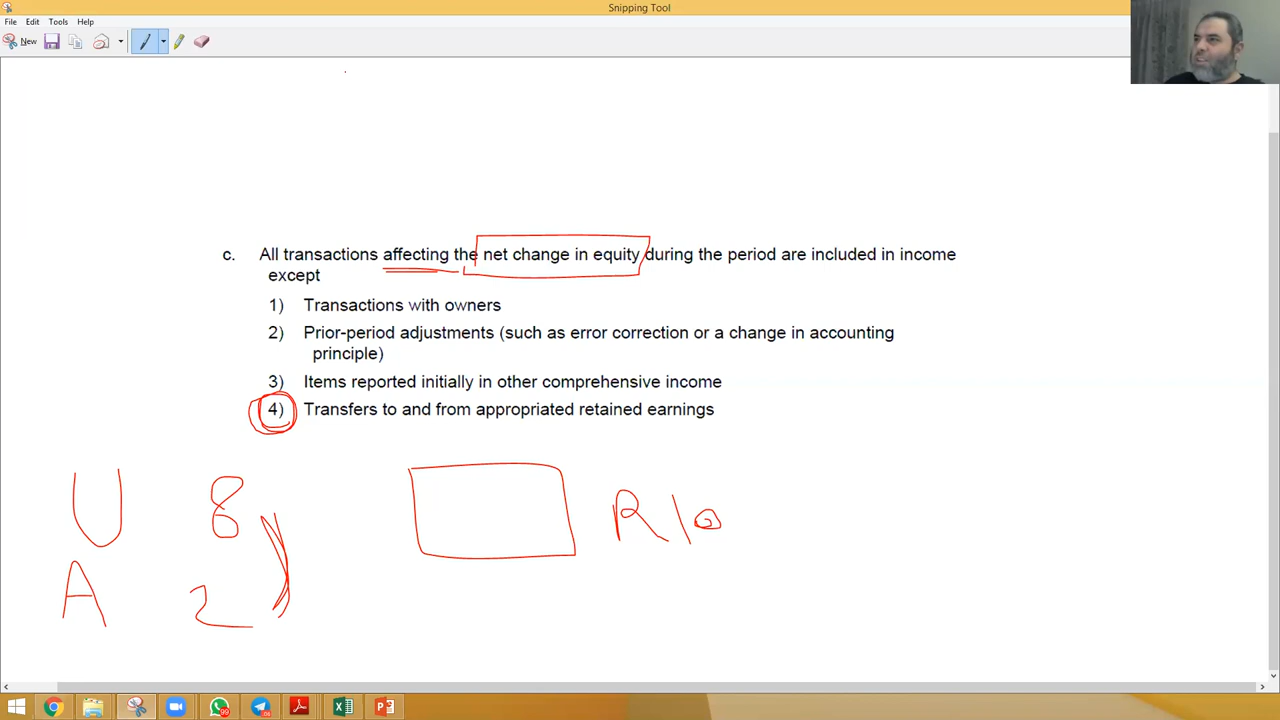 Snipping Tool
File Edit Tools Help
New
c. All transactions affecting the net change in equity during the period are included in income
except
1) Transactions with owners
2) Prior-period adjustments (such as error correction or a change in accounting
principle)
3) Items reported initially in other comprehensive income
4) Transfers to and from appropriated retained earnings
U 8
R 10
A 2
99